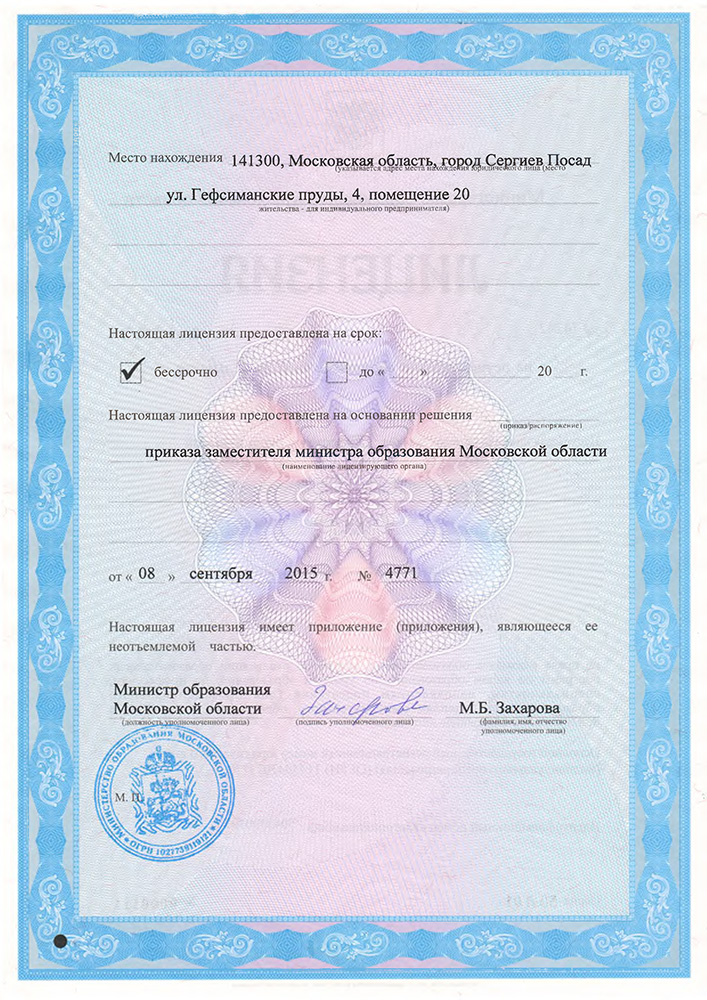 Место нахождения 141300, Московская область, город Сергиев Посад
(указывается адрес места нахождения юридического лица (место
ул. Гефсиманские пруды, 4, помещение 20
жительства - для индивидуального предпринимателя)
ЛИЦЕНЗИЯ
Настоящая лицензия предоставлена на срок:
бессрочно до « » 20 г.
Настоящая лицензия предоставлена на основании решения
(приказ/распоряжение)
приказа заместителя министра образования Московской области
(наименование лицензирующего органа)
от « 08 » сентября 2015 г. № 4771
Настоящая лицензия имеет приложение (приложения), являющееся ее
неотъемлемой частью.
Министр образования
Московской области Захарова М.Б. Захарова
(должность уполномоченного лица) (подпись уполномоченного лица) (фамилия, имя, отчество
уполномоченного лица)
М. П.
МИНИСТЕРСТВО ОБРАЗОВАНИЯ МОСКОВСКОЙ ОБЛАСТИ
ОГРН 1027739119121